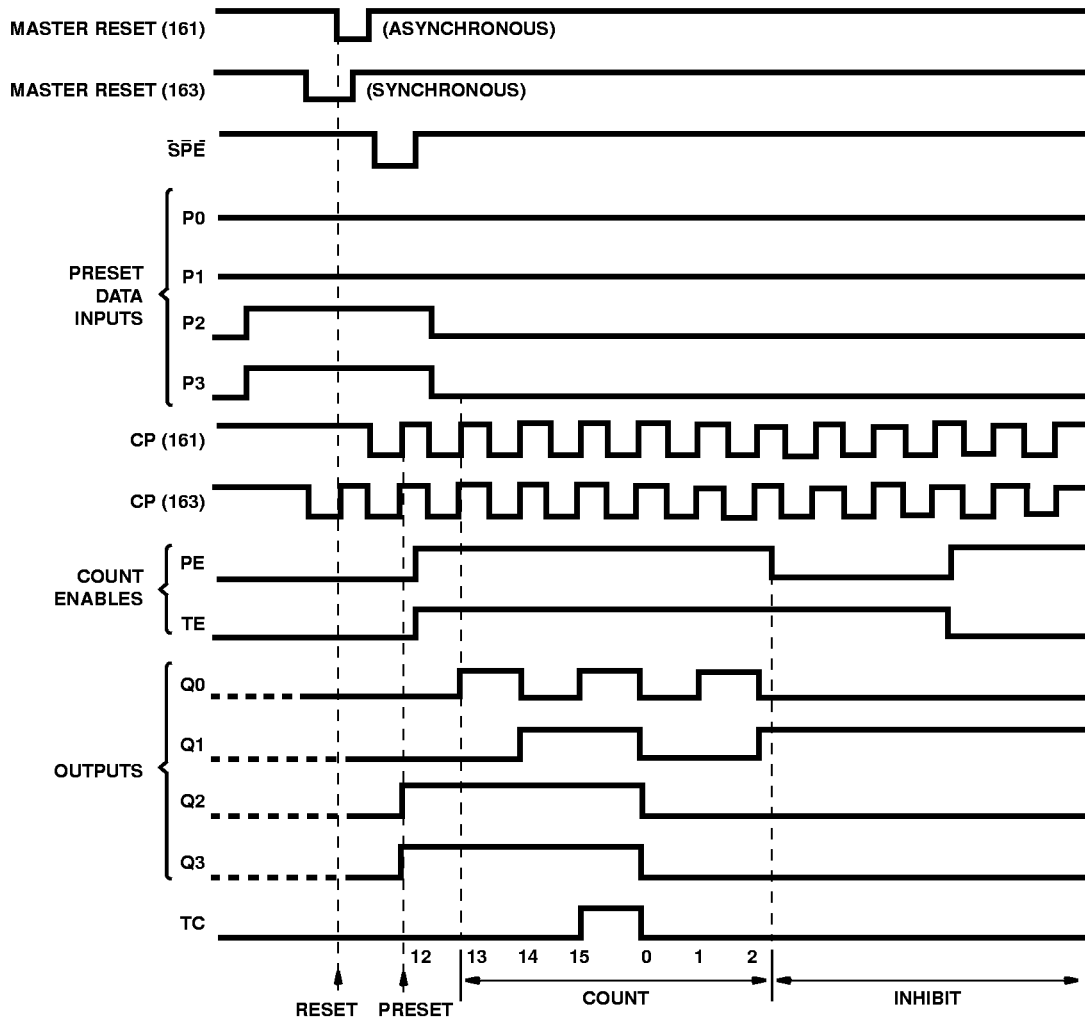 MASTER RESET (161)
(ASYNCHRONOUS)
MASTER RESET (163)
(SYNCHRONOUS)
S̅P̅E̅
P0
P1
PRESET
DATA
INPUTS
P2
P3
CP (161)
CP (163)
PE
COUNT
ENABLES
TE
Q0
Q1
OUTPUTS
Q2
Q3
TC
12 13 14 15 0 1 2
RESET PRESET COUNT INHIBIT